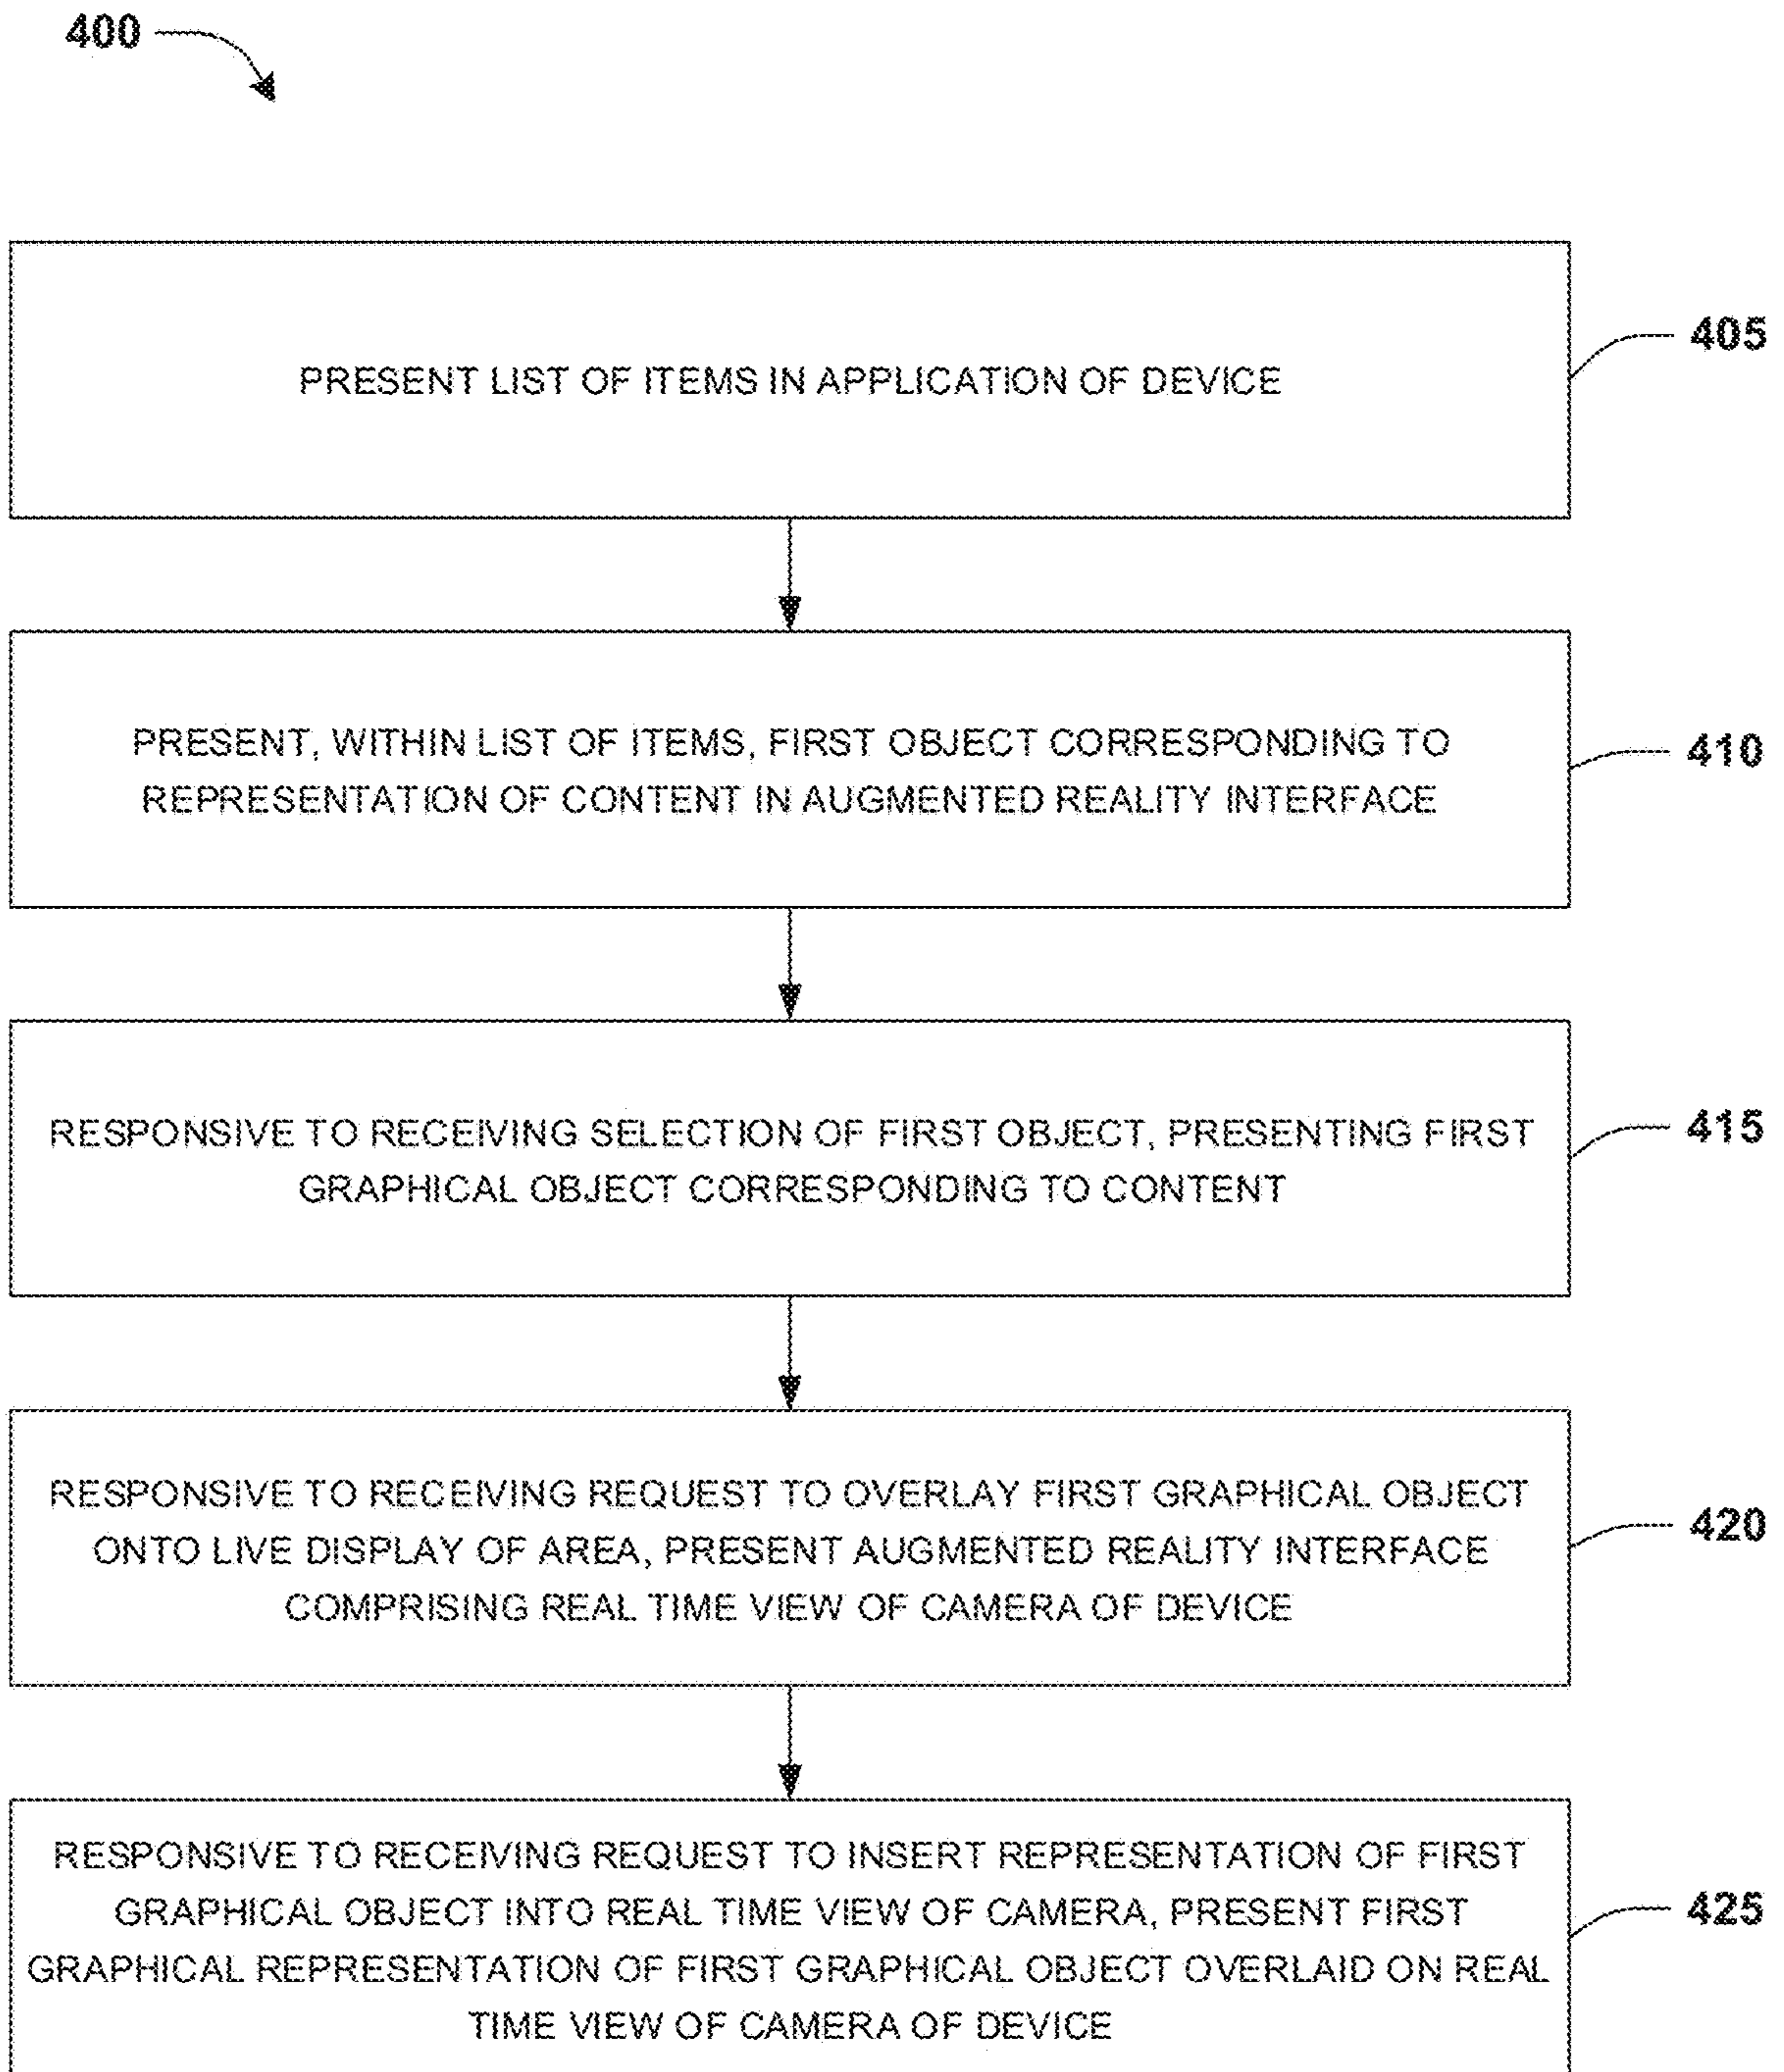 400
PRESENT LIST OF ITEMS IN APPLICATION OF DEVICE
405
PRESENT, WITHIN LIST OF ITEMS, FIRST OBJECT CORRESPONDING TO
REPRESENTATION OF CONTENT IN AUGMENTED REALITY INTERFACE
410
RESPONSIVE TO RECEIVING SELECTION OF FIRST OBJECT, PRESENTING FIRST
GRAPHICAL OBJECT CORRESPONDING TO CONTENT
415
RESPONSIVE TO RECEIVING REQUEST TO OVERLAY FIRST GRAPHICAL OBJECT
ONTO LIVE DISPLAY OF AREA, PRESENT AUGMENTED REALITY INTERFACE
COMPRISING REAL TIME VIEW OF CAMERA OF DEVICE
420
RESPONSIVE TO RECEIVING REQUEST TO INSERT REPRESENTATION OF FIRST
GRAPHICAL OBJECT INTO REAL TIME VIEW OF CAMERA, PRESENT FIRST
GRAPHICAL REPRESENTATION OF FIRST GRAPHICAL OBJECT OVERLAID ON REAL
TIME VIEW OF CAMERA OF DEVICE
425